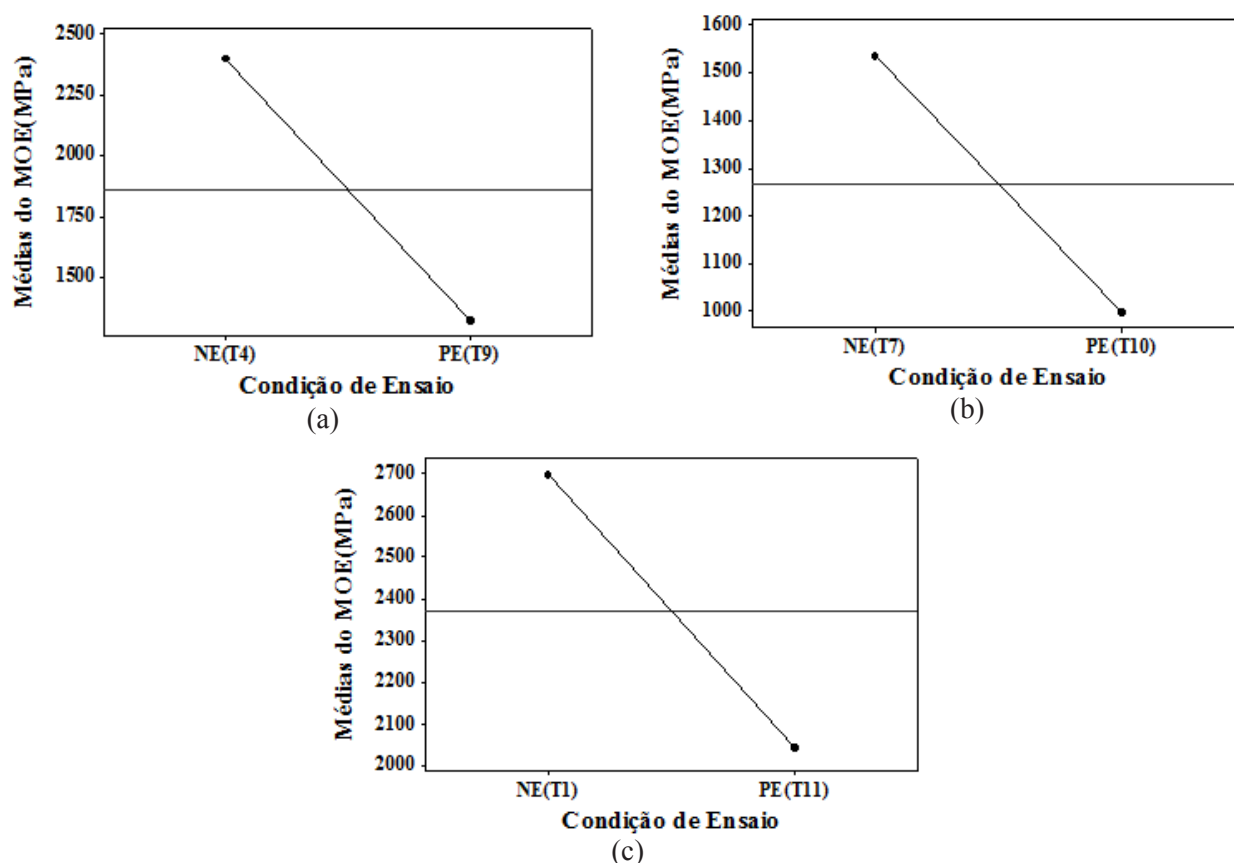 Médias do MOE(MPa)
2500
2250
2000
1750
1500
NE(T4) PE(T9)
Condição de Ensaio
(a)
Médias do MOE(MPa)
1600
1500
1400
1300
1200
1100
1000
NE(T7) PE(T10)
Condição de Ensaio
(b)
Médias do MOE(MPa)
2700
2600
2500
2400
2300
2200
2100
2000
NE(T1) PE(T11)
Condição de Ensaio
(c)